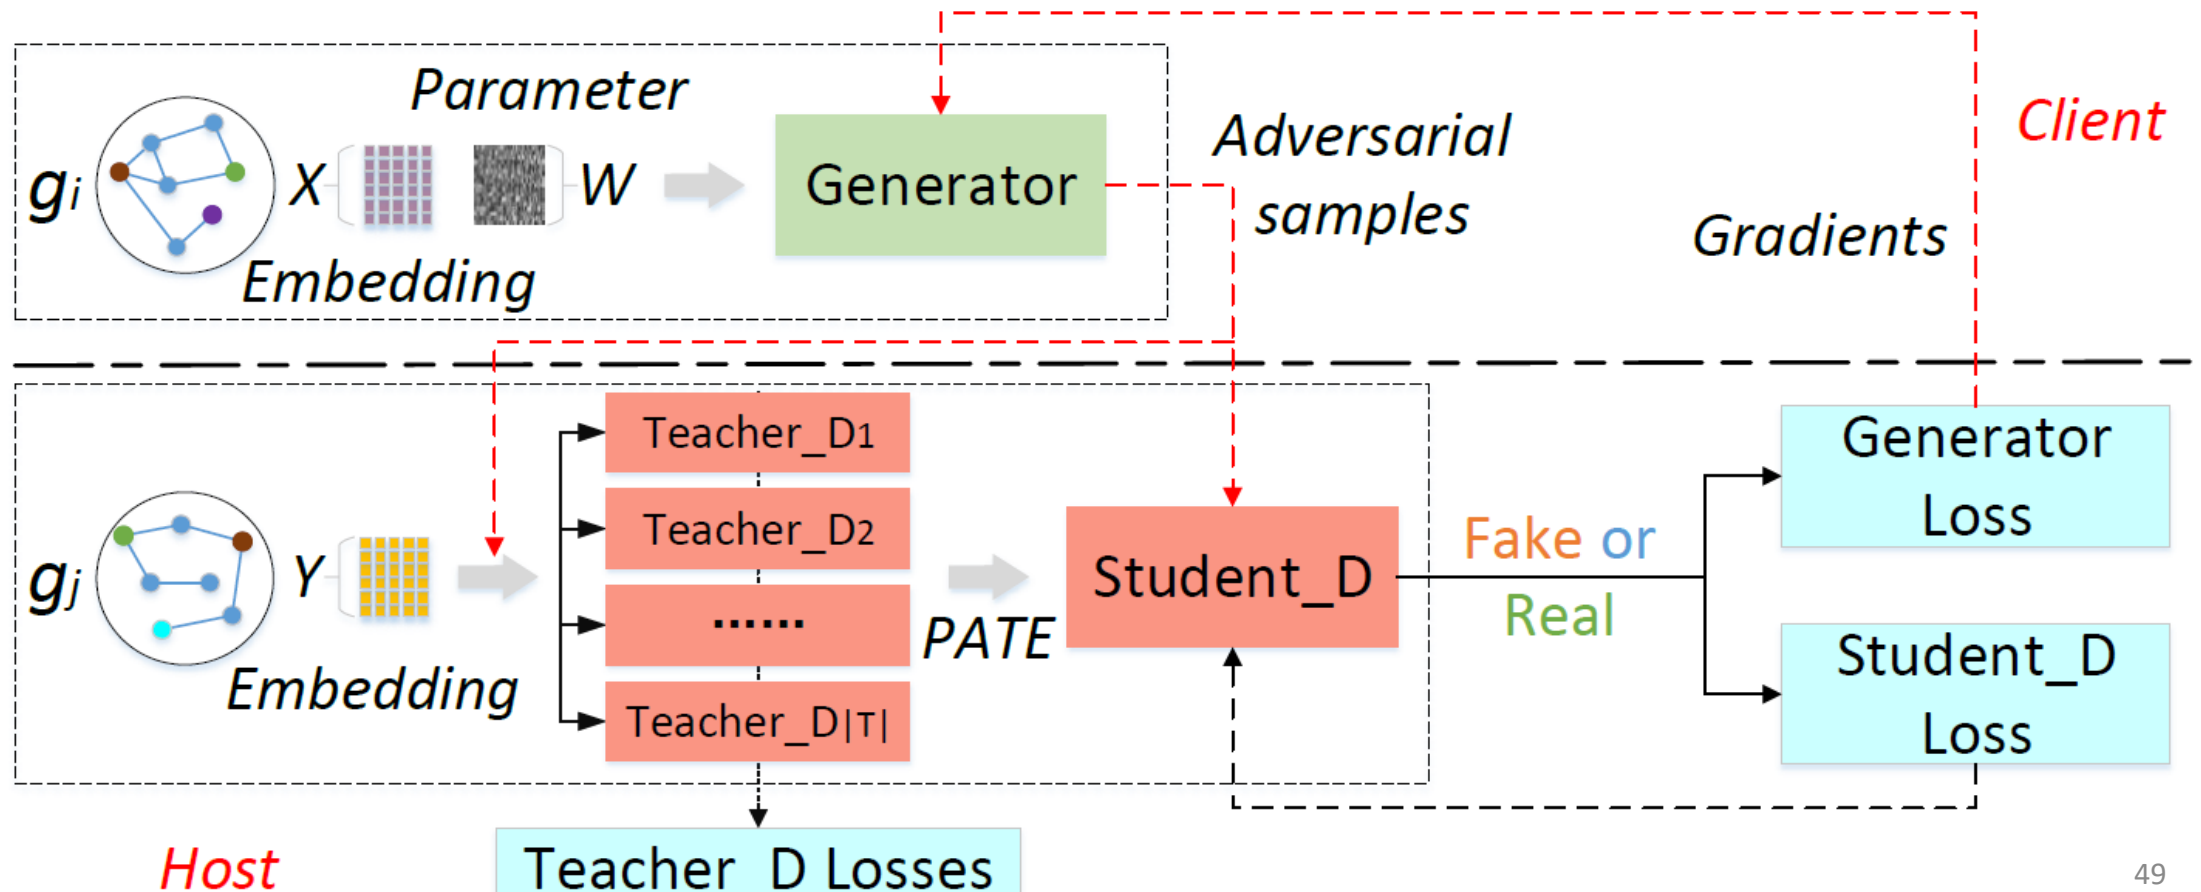 Parameter
Client
Adversarial
samples
gi
X
W
Generator
Gradients
Embedding
Teacher_D1
Generator
Loss
Teacher_D2
gj
Y
Student_D
Fake or
Real
......
PATE
Embedding
Teacher_D|T|
Student_D
Loss
Host
Teacher_D Losses
49